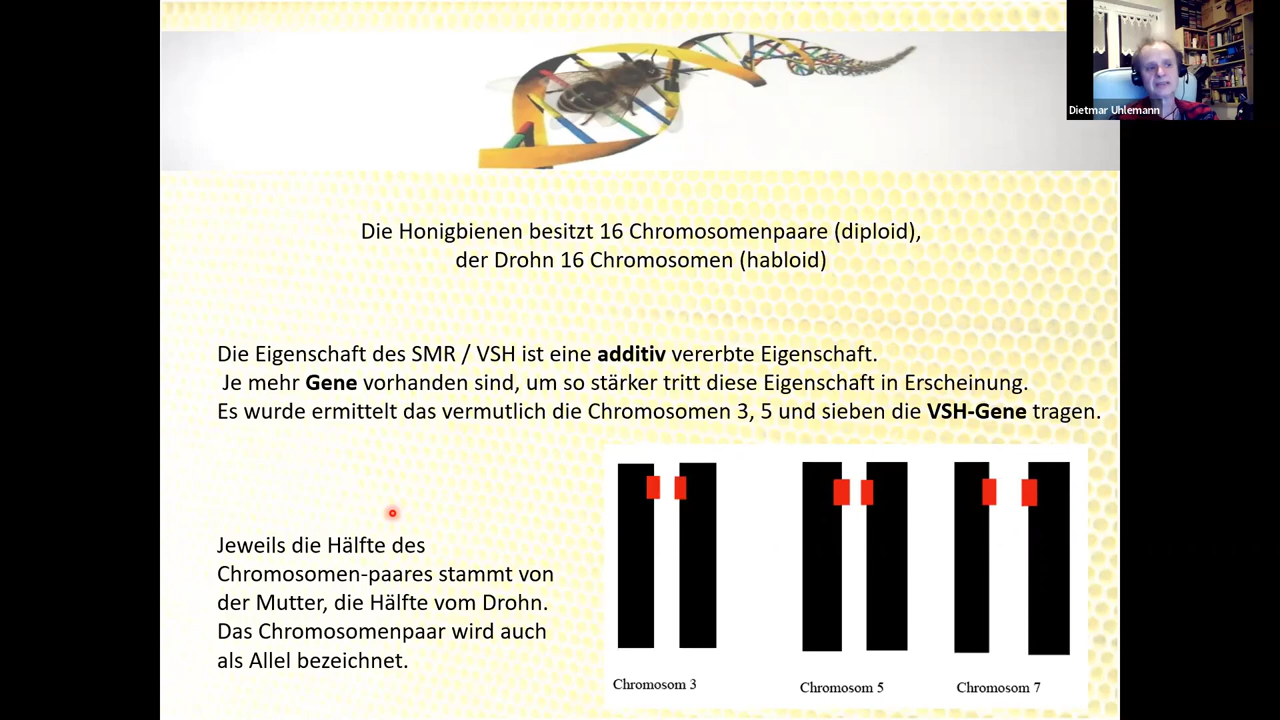 Dietmar Uhlemann
Die Honigbienen besitzt 16 Chromosomenpaare (diploid),
der Drohn 16 Chromosomen (habloid)
Die Eigenschaft des SMR / VSH ist eine additiv vererbte Eigenschaft.
Je mehr Gene vorhanden sind, um so stärker tritt diese Eigenschaft in Erscheinung.
Es wurde ermittelt das vermutlich die Chromosomen 3, 5 und sieben die VSH-Gene tragen.
Jeweils die Hälfte des
Chromosomen-paares stammt von
der Mutter, die Hälfte vom Drohn.
Das Chromosomenpaar wird auch
als Allel bezeichnet.
Chromosom 3
Chromosom 5
Chromosom 7